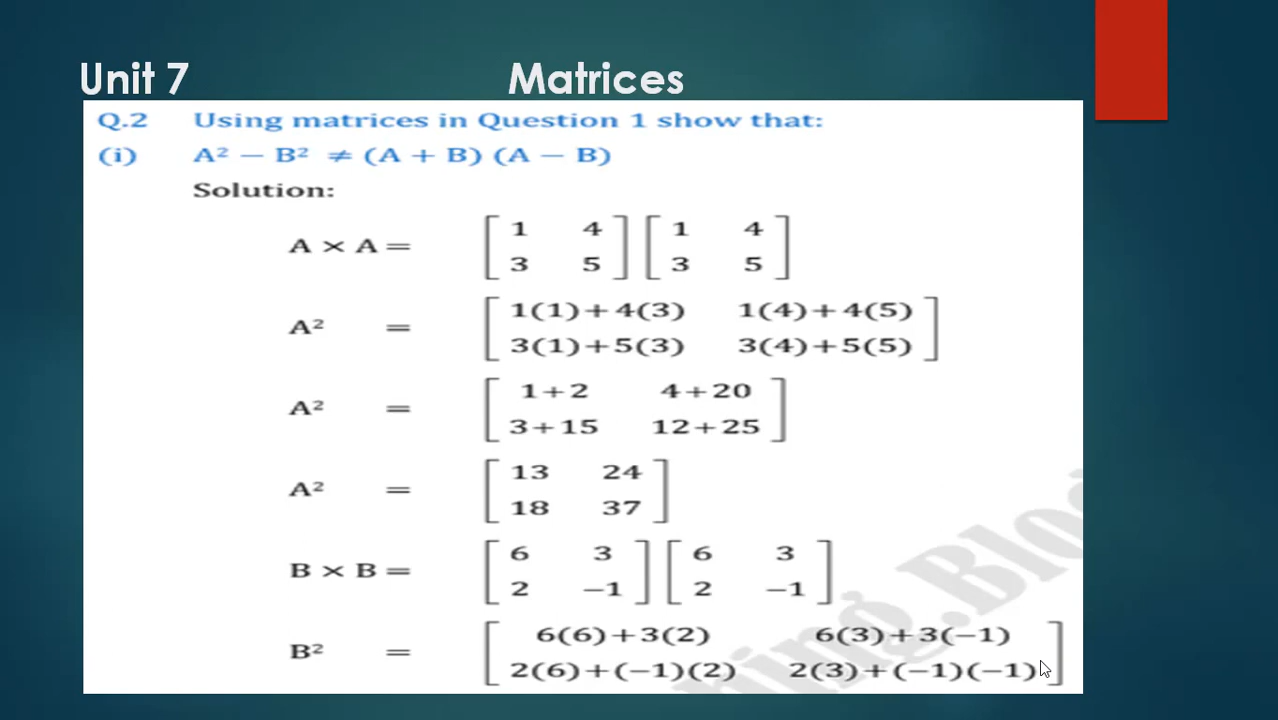 Unit 7 Matrices
Q.2 Using matrices in Question 1 show that:
(i) A² − B² ≠ (A + B) (A − B)
Solution:
A × A = [1 4; 3 5] [1 4; 3 5]
A² = [1(1)+4(3) 1(4)+4(5); 3(1)+5(3) 3(4)+5(5)]
A² = [1+2 4+20; 3+15 12+25]
A² = [13 24; 18 37]
B × B = [6 3; 2 −1] [6 3; 2 −1]
B² = [6(6)+3(2) 6(3)+3(−1); 2(6)+(−1)(2) 2(3)+(−1)(−1)]